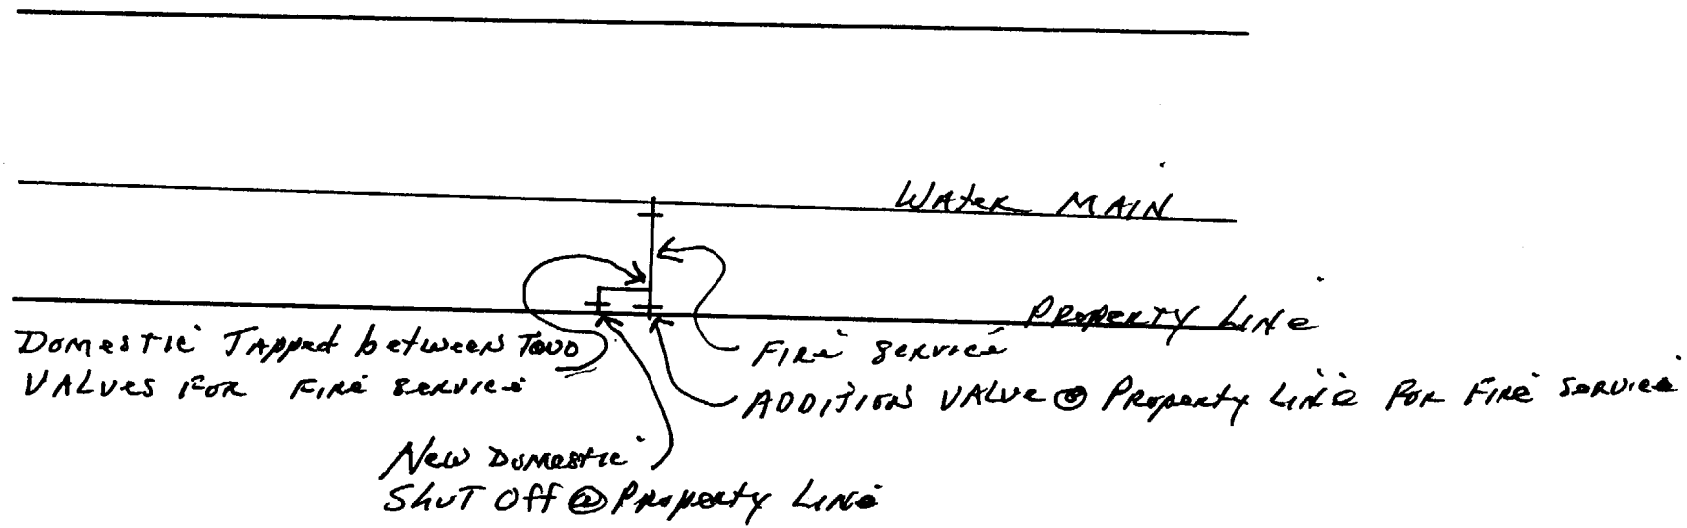 Water MAIN
Property Line
Domestic Tapped between Two
VALVES FOR FIRE SERVICE
FIRE SERVICE
ADDITION VALVE @ Property Line For Fire Service
New Domestic
Shut Off @ Property Line